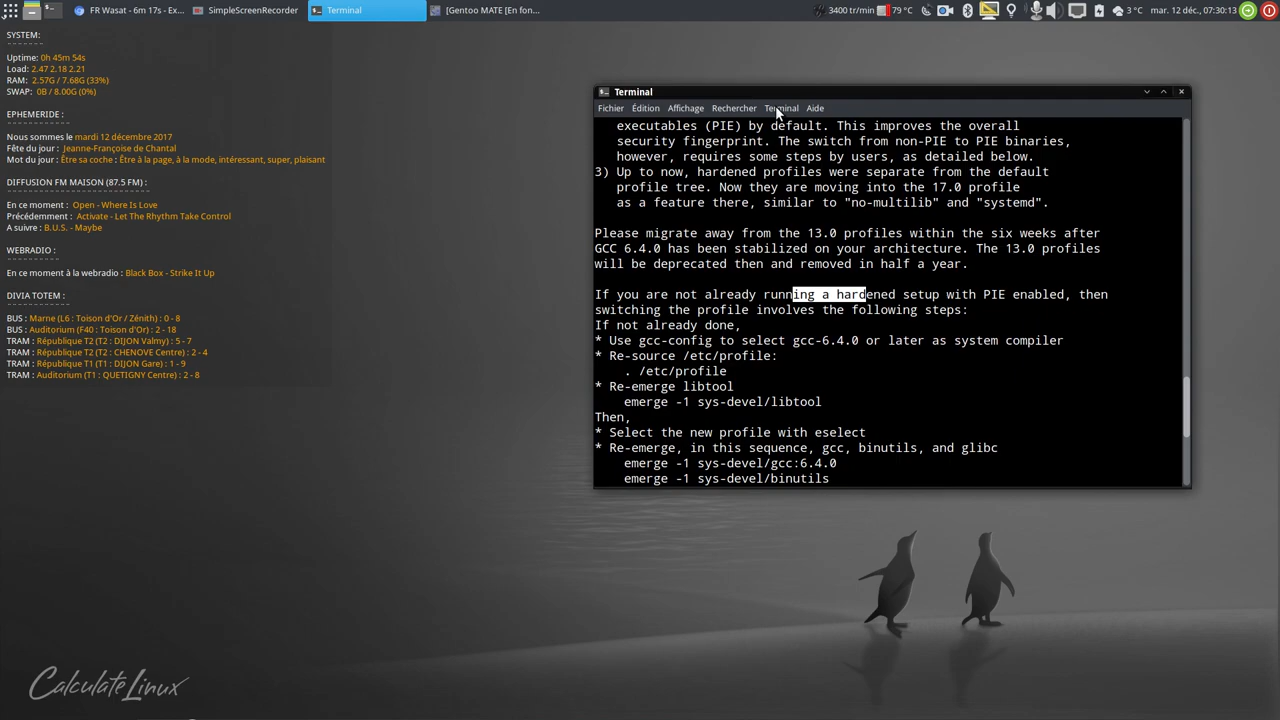 FR Wasat - 6m 17s - Ex...
SimpleScreenRecorder
Terminal
[Gentoo MATE [En fon...
3400 tr/min
79 °C
3 °C
mar. 12 déc., 07:30:13
SYSTEM:
Uptime: 0h 45m 54s
Load: 2.47 2.18 2.21
RAM: 2.57G / 7.68G (33%)
SWAP: 0B / 8.00G (0%)
EPHEMERIDE :
Nous sommes le mardi 12 décembre 2017
Fête du jour : Jeanne-Françoise de Chantal
Mot du jour : Être sa coche : Être à la page, à la mode, intéressant, super, plaisant
DIFFUSION FM MAISON (87.5 FM) :
En ce moment : Open - Where Is Love
Précédemment : Activate - Let The Rhythm Take Control
A suivre : B.U.S. - Maybe
WEBRADIO :
En ce moment à la webradio : Black Box - Strike It Up
DIVIA TOTEM :
BUS : Marne (L6 : Toison d'Or / Zénith) : 0 - 8
BUS : Auditorium (F40 : Toison d'Or) : 2 - 18
TRAM : République T2 (T2 : DIJON Valmy) : 5 - 7
TRAM : République T2 (T2 : CHENOVE Centre) : 2 - 4
TRAM : République T1 (T1 : DIJON Gare) : 1 - 9
TRAM : Auditorium (T1 : QUETIGNY Centre) : 2 - 8
Terminal
Fichier Édition Affichage Rechercher Terminal Aide
executables (PIE) by default. This improves the overall
security fingerprint. The switch from non-PIE to PIE binaries,
however, requires some steps by users, as detailed below.
3) Up to now, hardened profiles were separate from the default
profile tree. Now they are moving into the 17.0 profile
as a feature there, similar to "no-multilib" and "systemd".
Please migrate away from the 13.0 profiles within the six weeks after
GCC 6.4.0 has been stabilized on your architecture. The 13.0 profiles
will be deprecated then and removed in half a year.
If you are not already running a hardened setup with PIE enabled, then
switching the profile involves the following steps:
If not already done,
* Use gcc-config to select gcc-6.4.0 or later as system compiler
* Re-source /etc/profile:
. /etc/profile
* Re-emerge libtool
emerge -1 sys-devel/libtool
Then,
* Select the new profile with eselect
* Re-emerge, in this sequence, gcc, binutils, and glibc
emerge -1 sys-devel/gcc:6.4.0
emerge -1 sys-devel/binutils
Calculate Linux